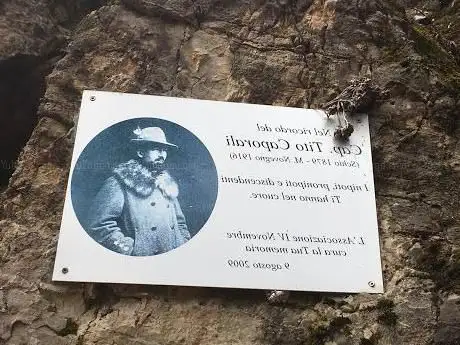 Nel ricordo del
Cap. Tito Caporali
(Schio 1879 - M. Novegno 1916)
I nipoti, pronipoti e discendenti
Ti hanno nel cuore.
L'Associazione IV Novembre
cura la Tua memoria
9 agosto 2009